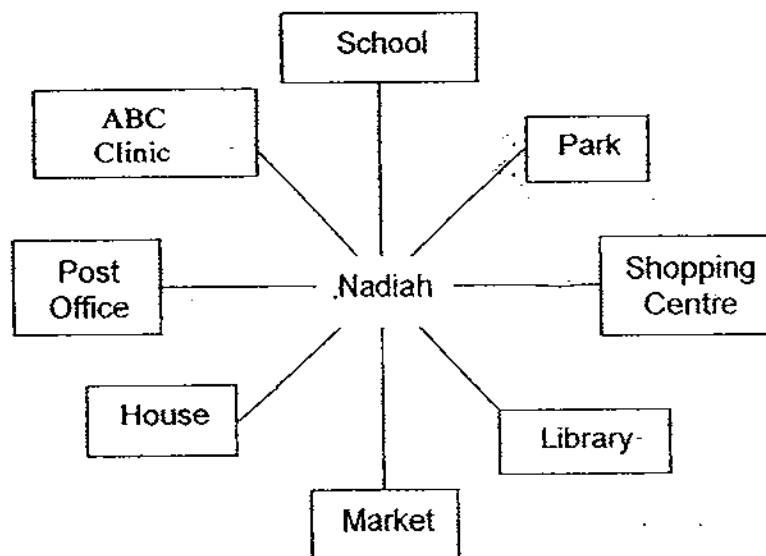 School
ABC
Clinic
Park
Post
Office
Nadiah
Shopping
Centre
House
Library
Market